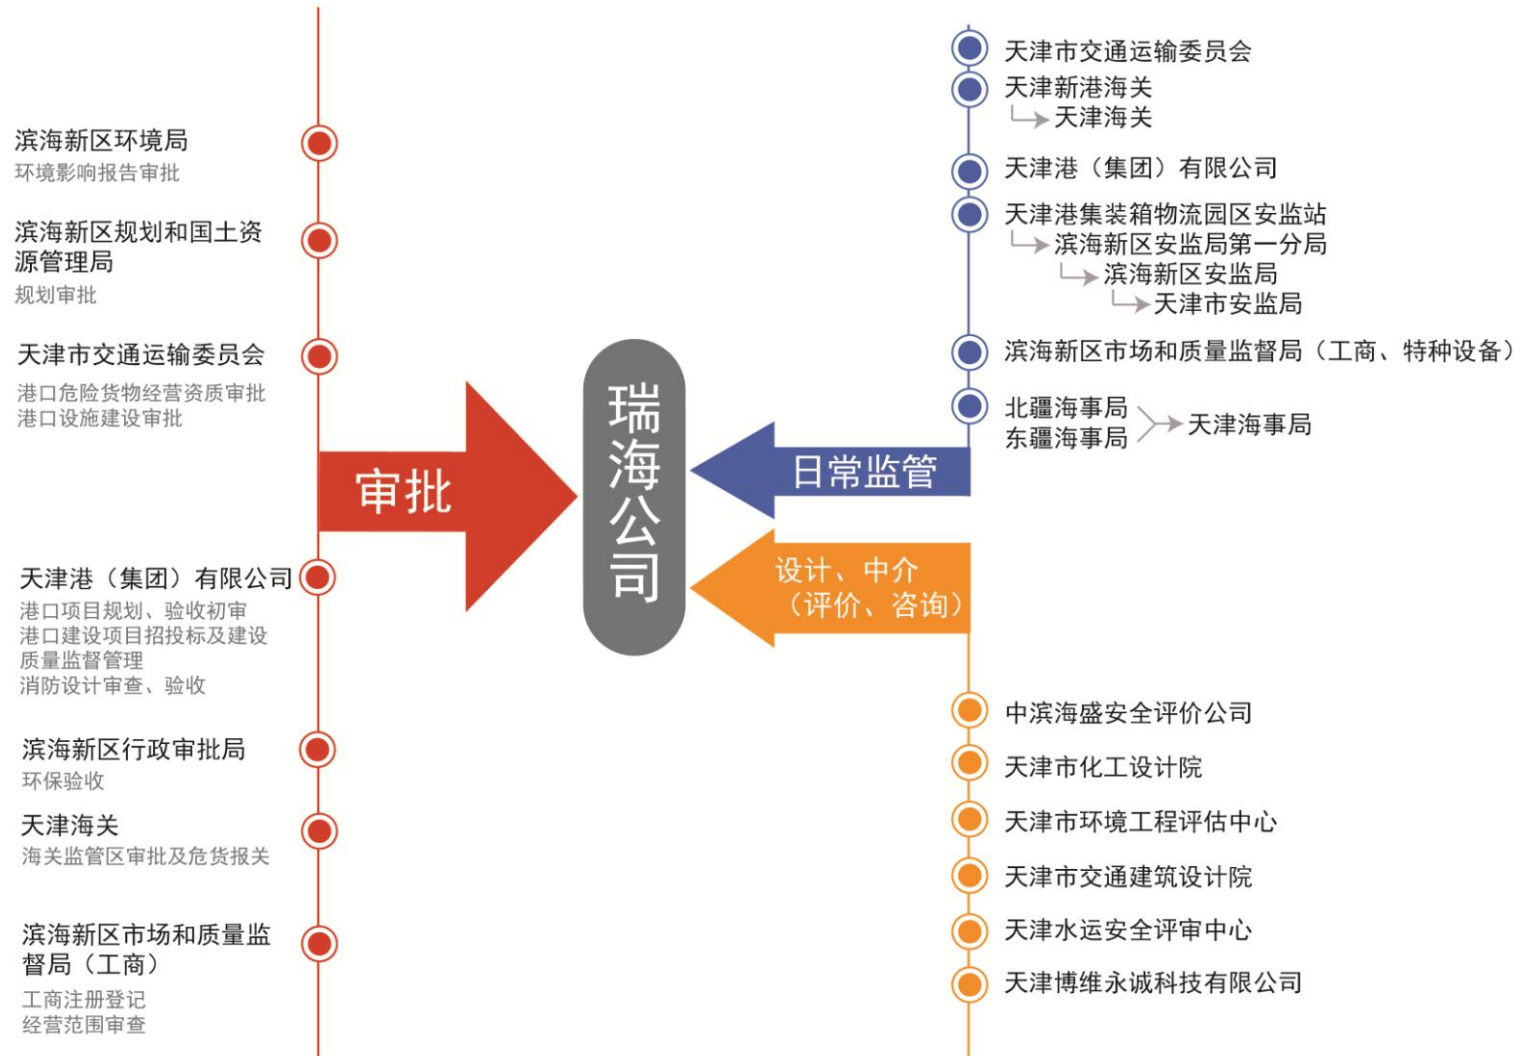 滨海新区环境局
环境影响报告审批
滨海新区规划和国土资
源管理局
规划审批
天津市交通运输委员会
港口危险货物经营资质审批
港口设施建设审批
审批
天津港（集团）有限公司
港口项目规划、验收初审
港口建设项目招投标及建设
质量监督管理
消防设计审查、验收
滨海新区行政审批局
环保验收
天津海关
海关监管区审批及危货报关
滨海新区市场和质量监
督局（工商）
工商注册登记
经营范围审查
瑞海公司
天津市交通运输委员会
天津新港海关
天津海关
天津港（集团）有限公司
天津港集装箱物流园区安监站
滨海新区安监局第一分局
滨海新区安监局
天津市安监局
滨海新区市场和质量监督局（工商、特种设备）
北疆海事局
东疆海事局
天津海事局
日常监管
设计、中介
（评价、咨询）
中滨海盛安全评价公司
天津市化工设计院
天津市环境工程评估中心
天津市交通建筑设计院
天津水运安全评审中心
天津博维永诚科技有限公司